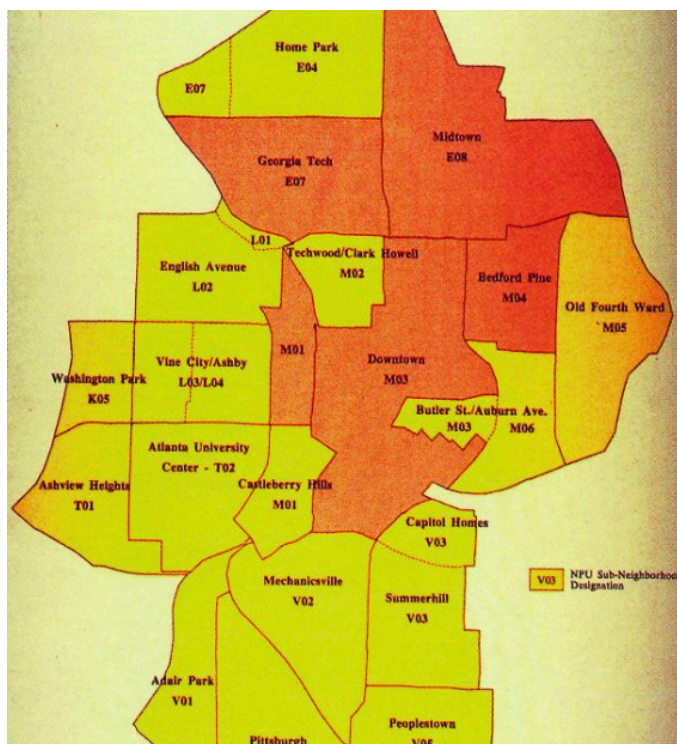 Home Park
E04
E07
Midtown
E08
Georgia Tech
E07
L01
Techwood/Clark Howell
M02
English Avenue
L02
Bedford Pine
M04
Old Fourth Ward
M05
M01
Downtown
M03
Vine City/Ashby
L03/L04
Washington Park
K05
Butler St./Auburn Ave.
M03
M06
Atlanta University
Center - T02
Castleberry Hills
M01
Ashview Heights
T01
Capitol Homes
V03
Mechanicsville
V02
Summerhill
V03
V03
NPU Sub-Neighborhoo
Designation
Adair Park
V01
Pittsburgh
Peoplestown
V05